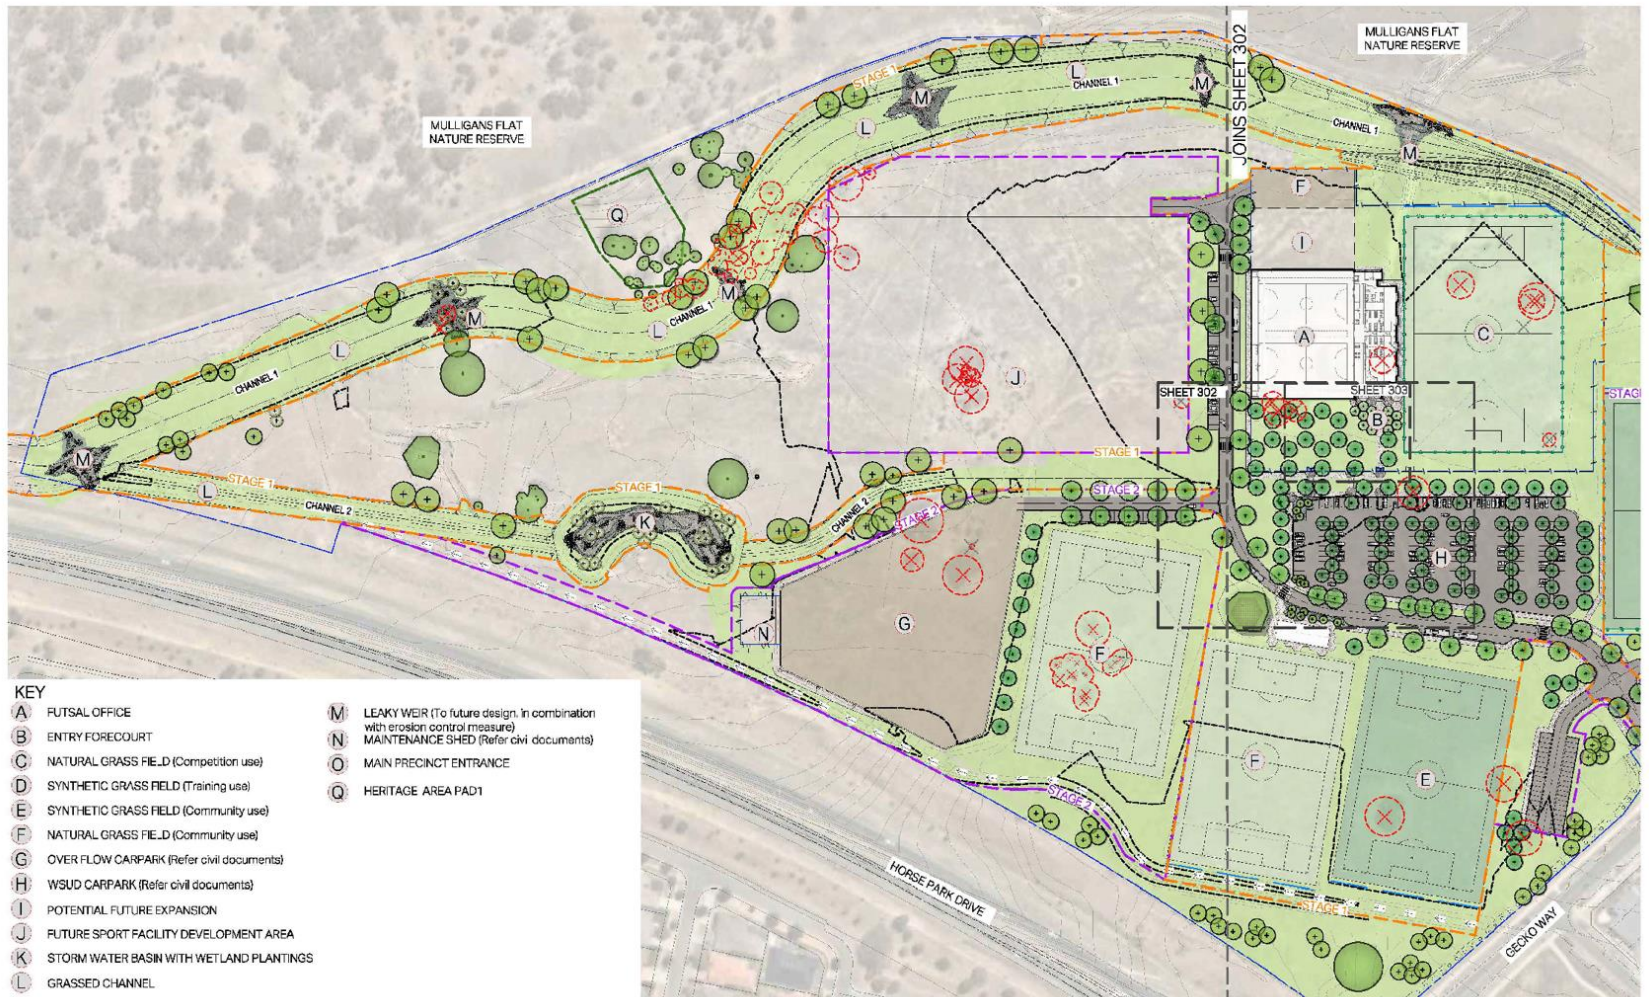 MULLIGANS FLAT
NATURE RESERVE
MULLIGANS FLAT
NATURE RESERVE
JOINS SHEET 302
STAGE 1
L
CHANNEL 1
M
M
M
L
CHANNEL 1
F
Q
I
M
L
CHANNEL 1
M
L
CHANNEL 1
A
C
J
SHEET 302
SHEET 303
B
STAGE 1
M
L
STAGE 1
CHANNEL 2
STAGE 1
K
CHANNEL 2
STAGE 2
STAGE 2
H
G
N
F
F
E
STAGE 2
STAGE 1
HORSE PARK DRIVE
GECKO WAY
KEY
A FUTSAL OFFICE
B ENTRY FORECOURT
C NATURAL GRASS FIELD (Competition use)
D SYNTHETIC GRASS FIELD (Training use)
E SYNTHETIC GRASS FIELD (Community use)
F NATURAL GRASS FIELD (Community use)
G OVER FLOW CARPARK (Refer civil documents)
H WSUD CARPARK (Refer civil documents)
I POTENTIAL FUTURE EXPANSION
J FUTURE SPORT FACILITY DEVELOPMENT AREA
K STORM WATER BASIN WITH WETLAND PLANTINGS
L GRASSED CHANNEL
M LEAKY WEIR (To future design, in combination
with erosion control measure)
N MAINTENANCE SHED (Refer civi documents)
O MAIN PRECINCT ENTRANCE
Q HERITAGE AREA PAD1